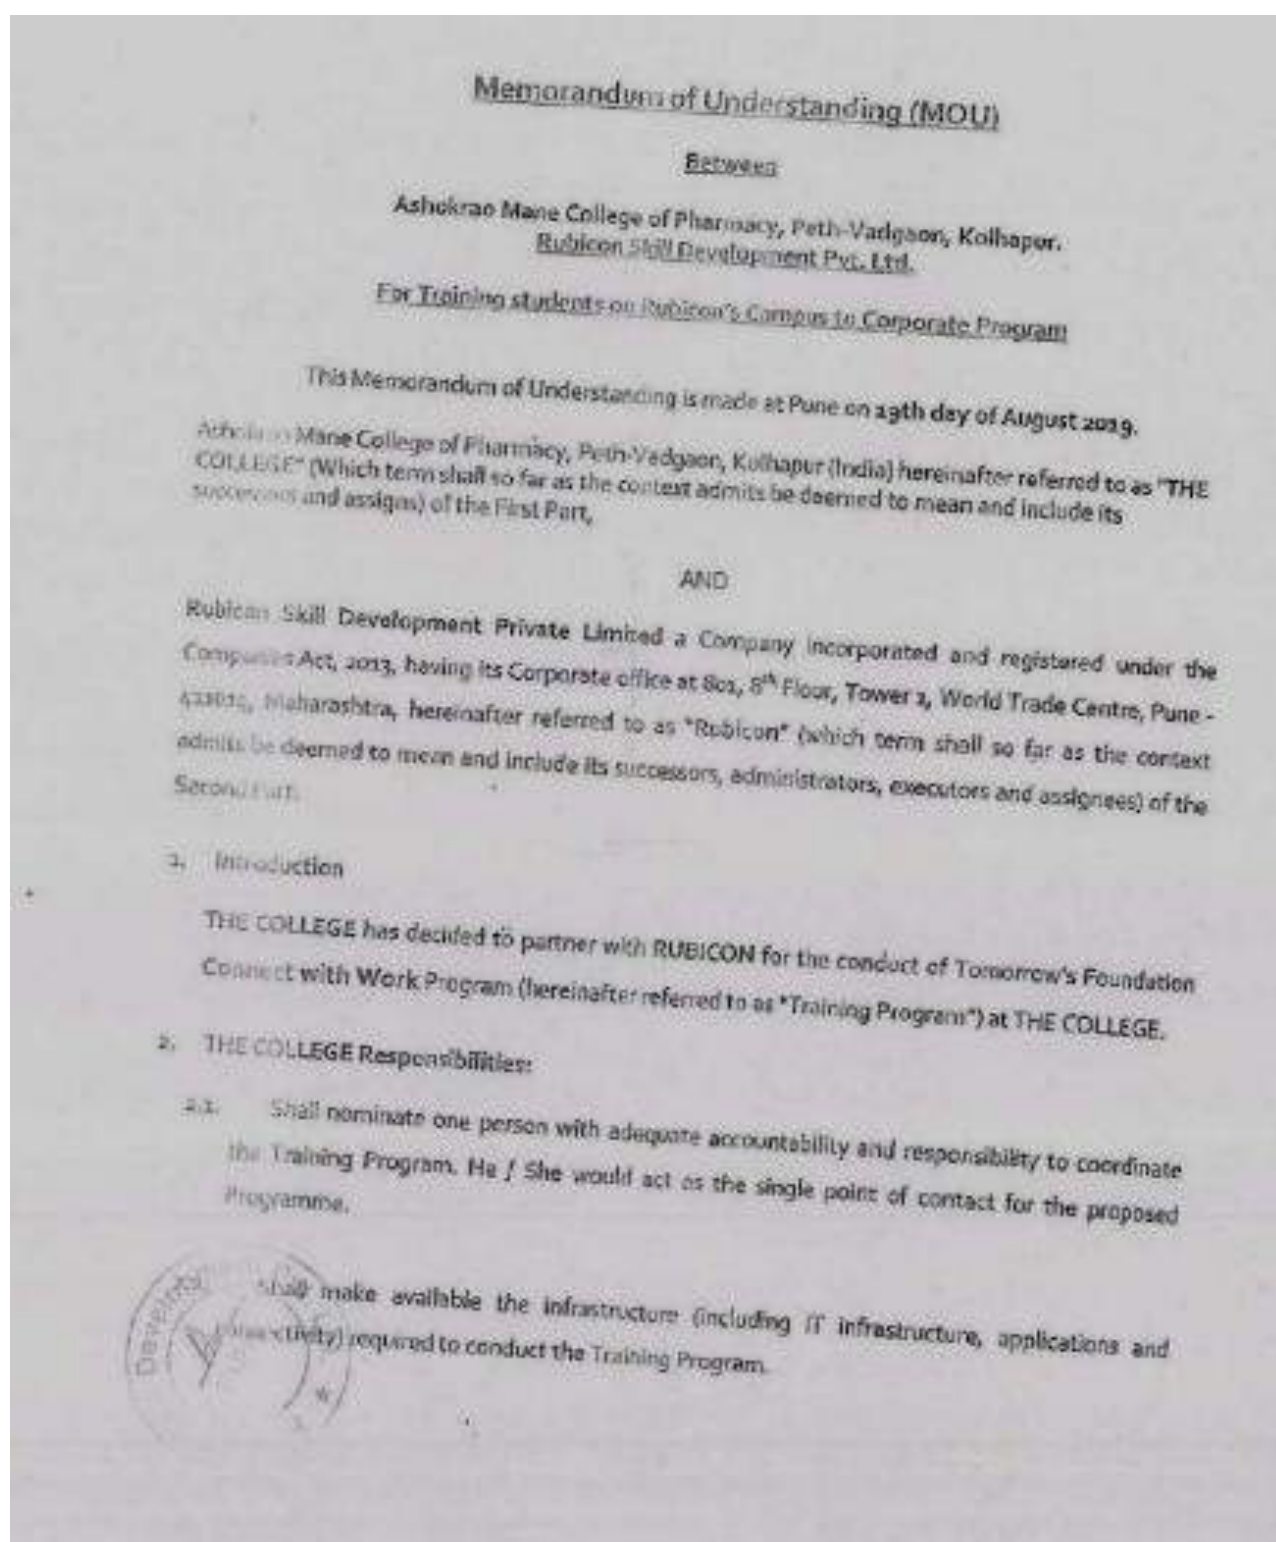 Memorandum of Understanding (MOU)
Between
Ashokrao Mane College of Pharmacy, Peth-Vadgaon, Kolhapur.
Rubicon Skill Development Pvt. Ltd.
For Training students on Rubicon's Campus to Corporate Program
This Memorandum of Understanding is made at Pune on day of August 2019.
Ashokrao Mane College of Pharmacy, Peth-Vadgaon, Kolhapur (India) hereinafter referred to as "THE
COLLEGE" (Which term shall so far as the context admits be deemed to mean and include its
successors and assigns) of the First Part,
AND
Rubicon Skill Development Private Limited a Company incorporated and registered under the
Companies Act, 2013, having its Corporate office at 801, 8th Floor, Tower 1, World Trade Centre, Pune -
Maharashtra, hereinafter referred to as "Rubicon" (which term shall so far as the context
admits be deemed to mean and include its successors, administrators, executors and assignees) of the
Second Part.
1. Introduction
THE COLLEGE has decided to partner with RUBICON for the conduct of Tomorrow's Foundation
Connect with Work Program (hereinafter referred to as "Training Program") at THE COLLEGE.
2. THE COLLEGE Responsibilities:
2.1. Shall nominate one person with adequate accountability and responsibility to coordinate
the Training Program. He / She would act as the single point of contact for the proposed
Programme.
Shall make available the infrastructure (including IT infrastructure, applications and
connectivity) required to conduct the Training Program.